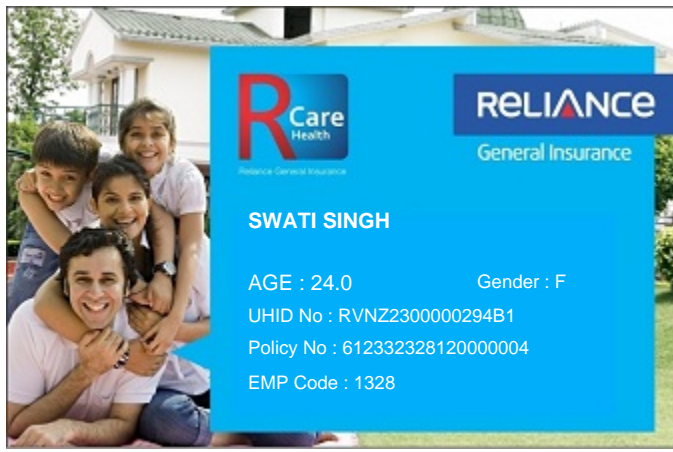 R Care
Health
Reliance General Insurance
RELIANCE
General Insurance
SWATI SINGH
AGE : 24.0 Gender : F
UHID No : RVNZ2300000294B1
Policy No : 612332328120000004
EMP Code : 1328